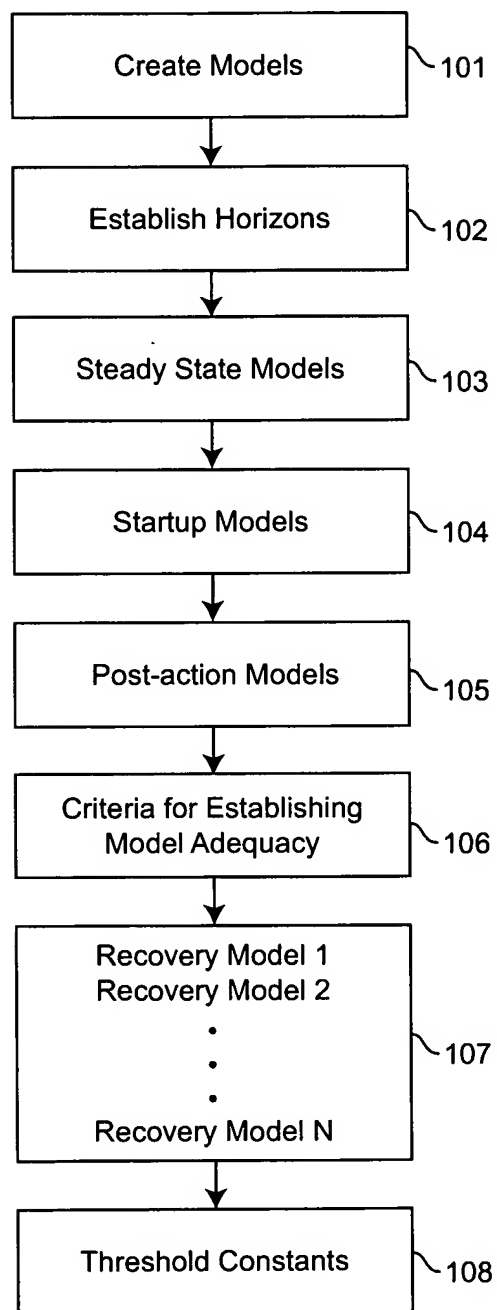 Create Models
101
Establish Horizons
102
Steady State Models
103
Startup Models
104
Post-action Models
105
Criteria for Establishing
Model Adequacy
106
Recovery Model 1
Recovery Model 2
•
•
•
Recovery Model N
107
Threshold Constants
108